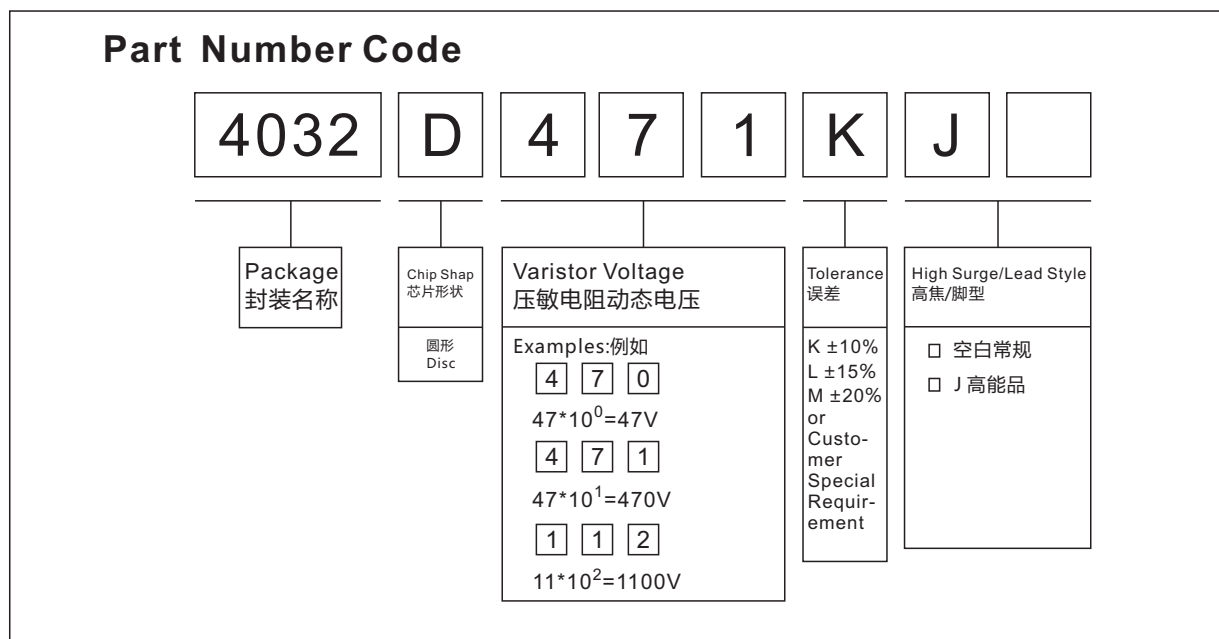 Part Number Code
4032 D 4 7 1 K J
Package
封装名称
Chip Shap
芯片形状
圆形
Disc
Varistor Voltage
压敏电阻动态电压
Examples:例如
4 7 0
47*10⁰=47V
4 7 1
47*10¹=470V
1 1 2
11*10²=1100V
Tolerance
误差
K ±10%
L ±15%
M ±20%
or
Custo-
mer
Special
Requir-
ement
High Surge/Lead Style
高焦/脚型
□ 空白常规
□ J 高能品